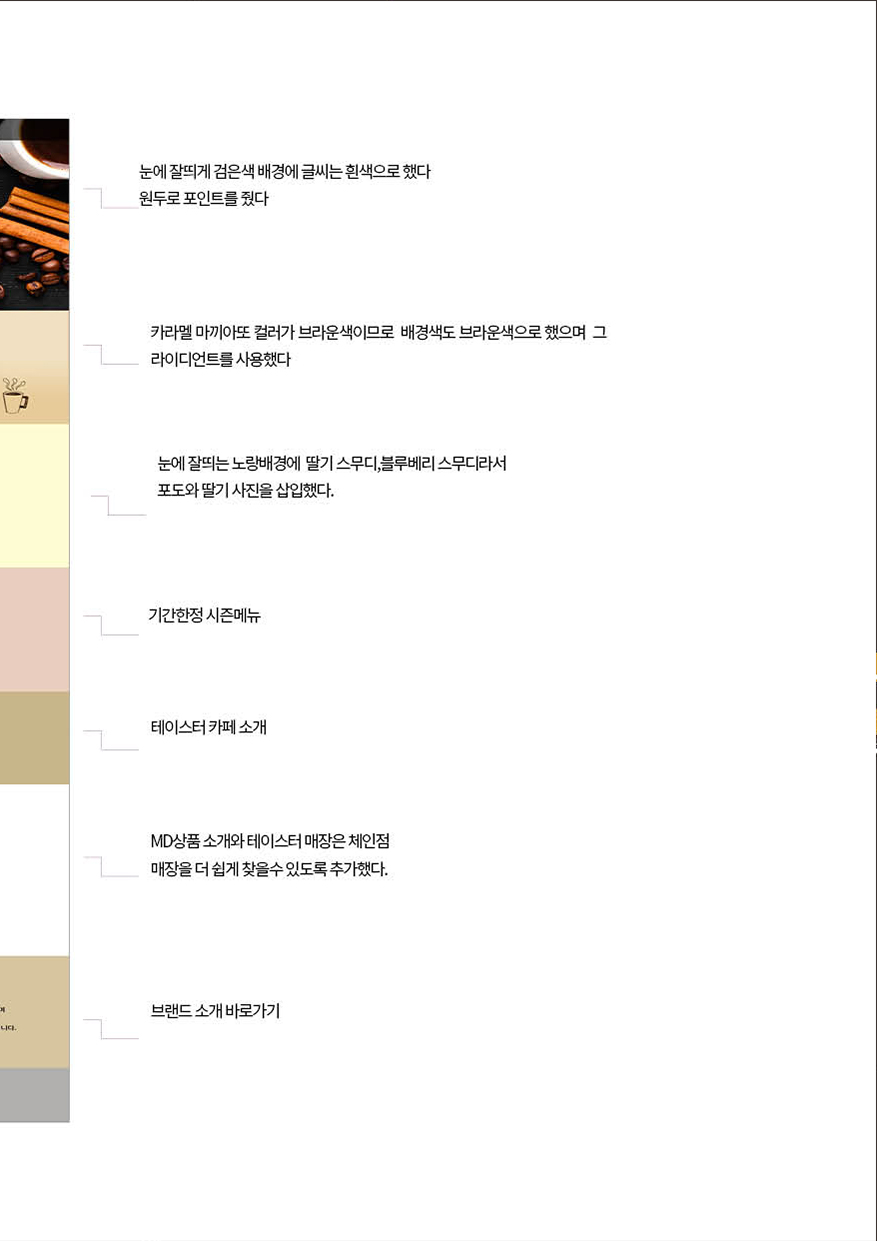 눈에 잘띄게 검은색 배경에 글씨는 흰색으로 했다
원두로 포인트를 줬다
카라멜 마끼아또 컬러가 브라운색이므로 배경색도 브라운색으로 했으며 그
라이디언트를 사용했다
눈에 잘띄는 노랑배경에 딸기 스무디,블루베리 스무디라서
포도와 딸기 사진을 삽입했다.
기간한정 시즌메뉴
테이스터 카페 소개
MD상품 소개와 테이스터 매장은 체인점
매장을 더 쉽게 찾을수 있도록 추가했다.
브랜드 소개 바로가기
니다.